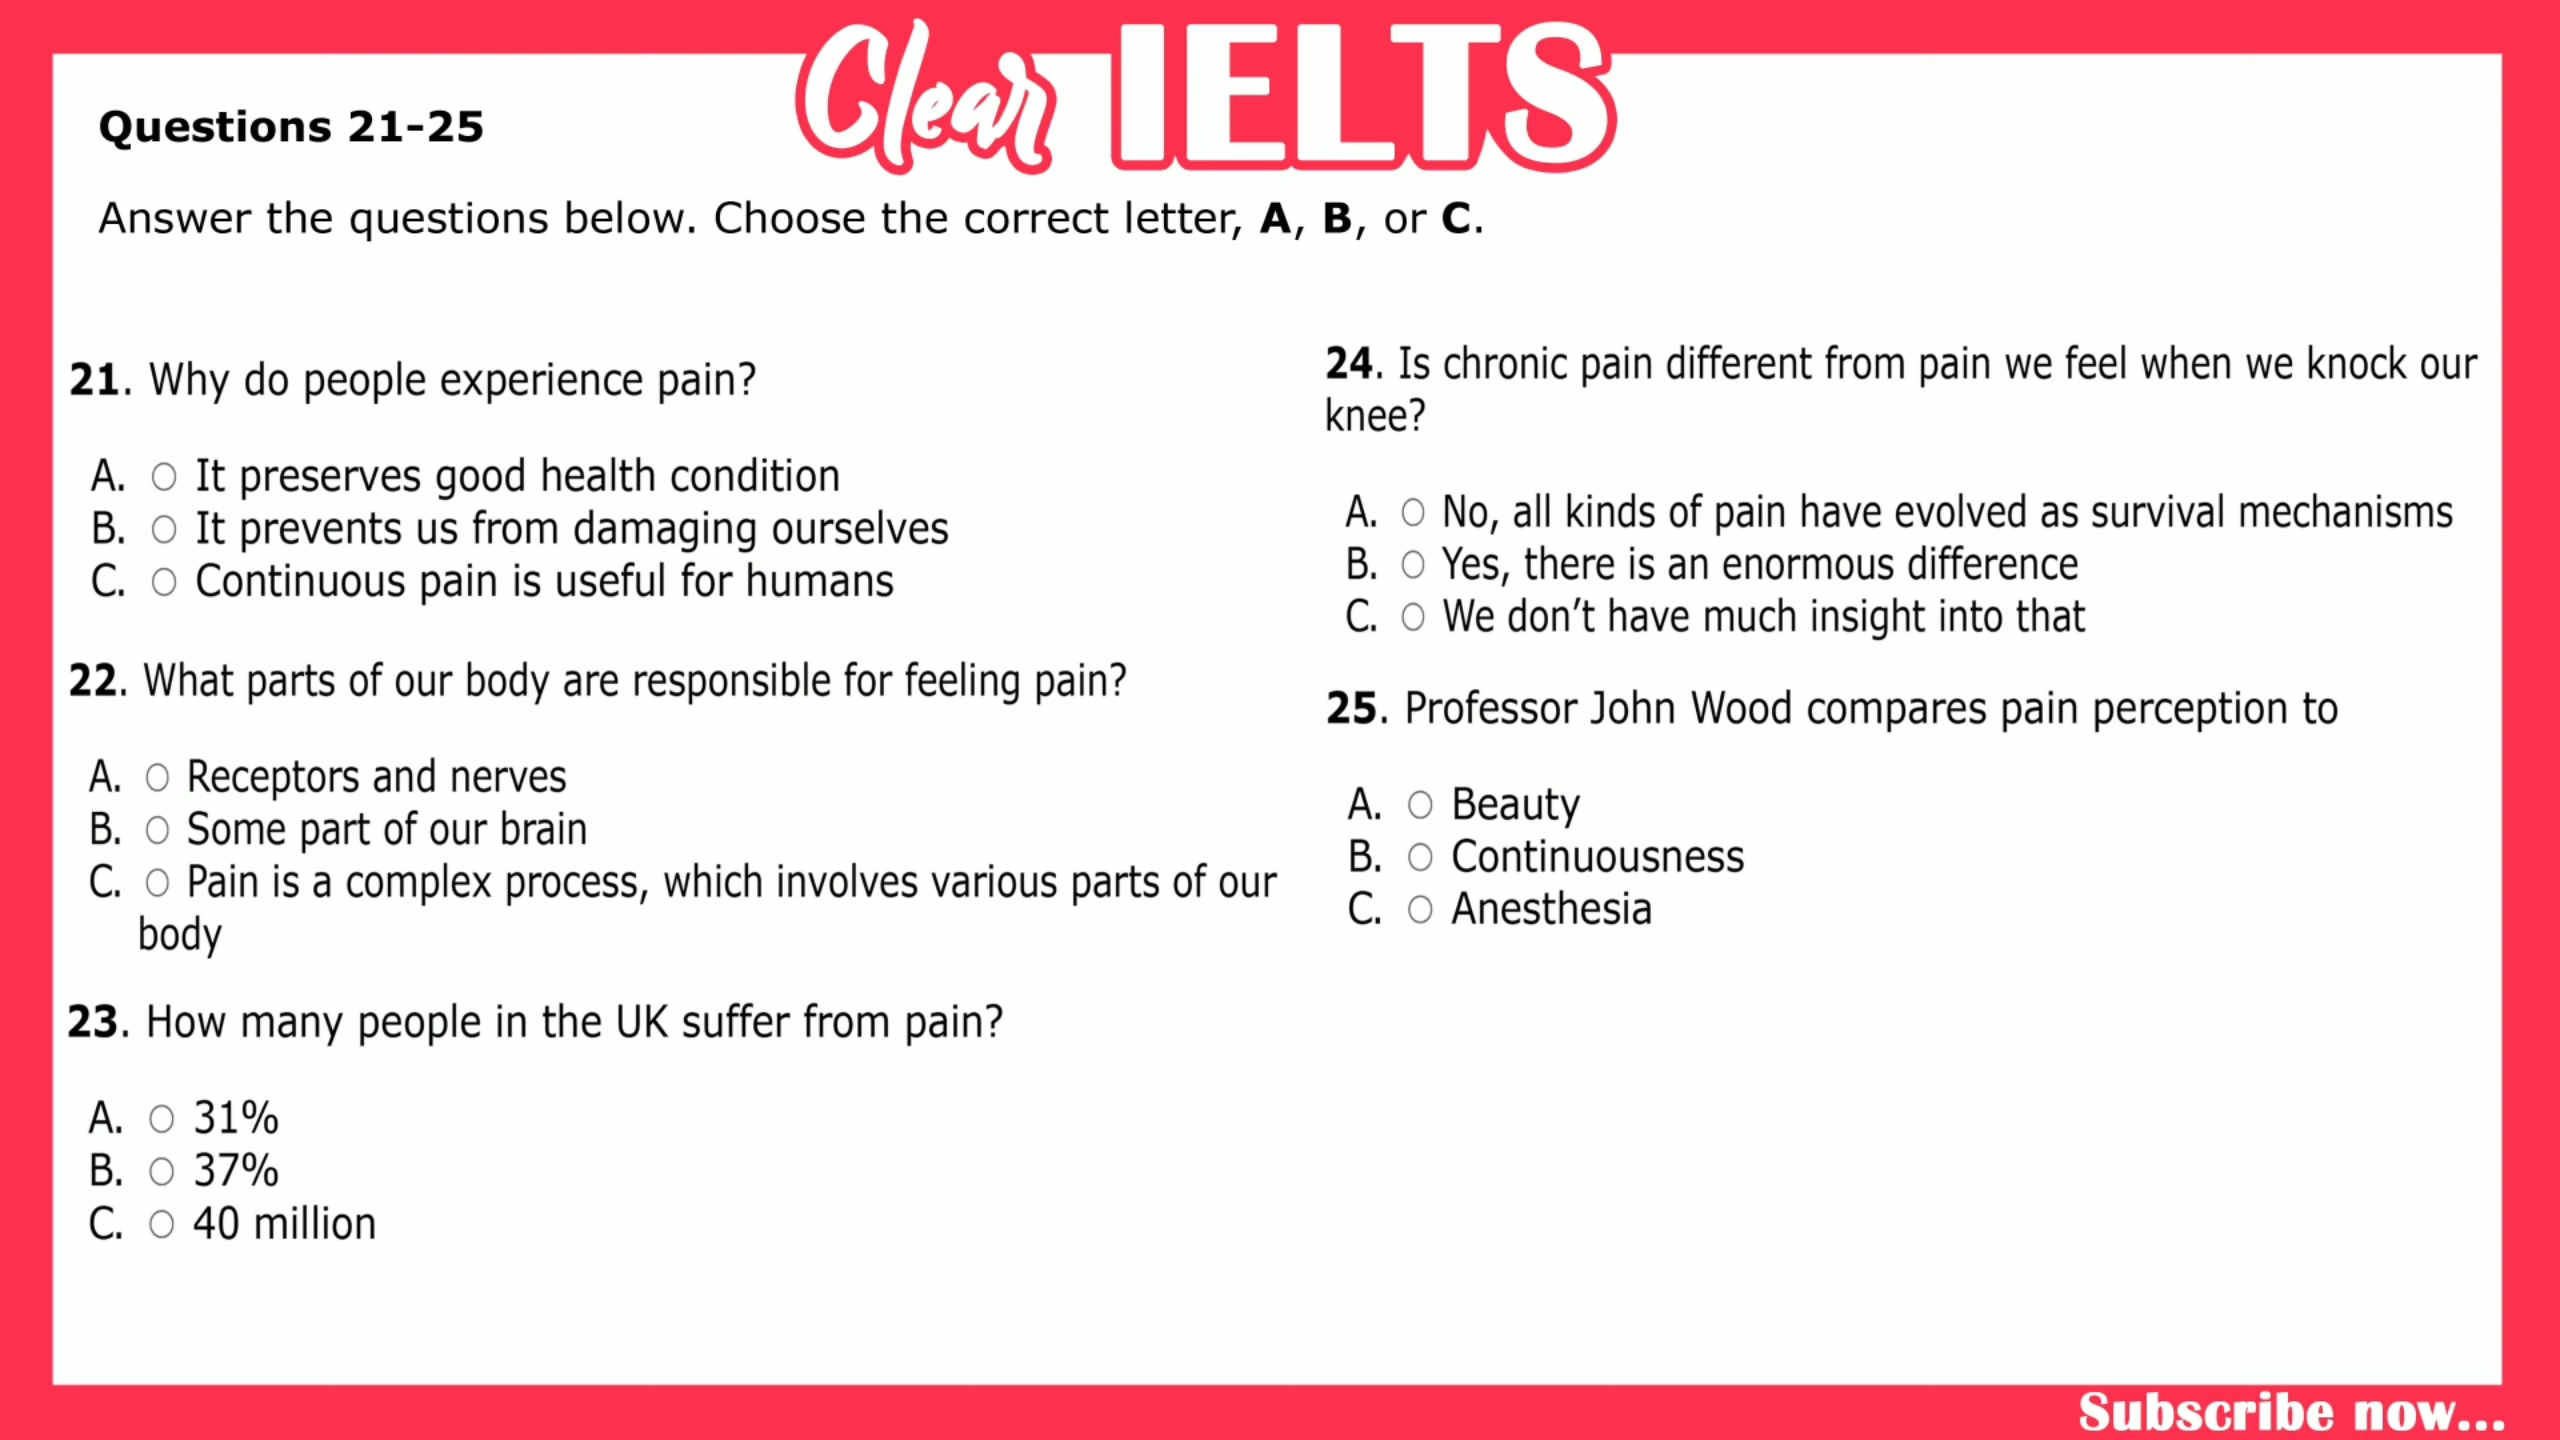 Clear IELTS
Questions 21-25
Answer the questions below. Choose the correct letter, A, B, or C.
21. Why do people experience pain?
A. It preserves good health condition
B. It prevents us from damaging ourselves
C. Continuous pain is useful for humans
22. What parts of our body are responsible for feeling pain?
A. Receptors and nerves
B. Some part of our brain
C. Pain is a complex process, which involves various parts of our
body
23. How many people in the UK suffer from pain?
A. 31%
B. 37%
C. 40 million
24. Is chronic pain different from pain we feel when we knock our
knee?
A. No, all kinds of pain have evolved as survival mechanisms
B. Yes, there is an enormous difference
C. We don’t have much insight into that
25. Professor John Wood compares pain perception to
A. Beauty
B. Continuousness
C. Anesthesia
Subscribe now...